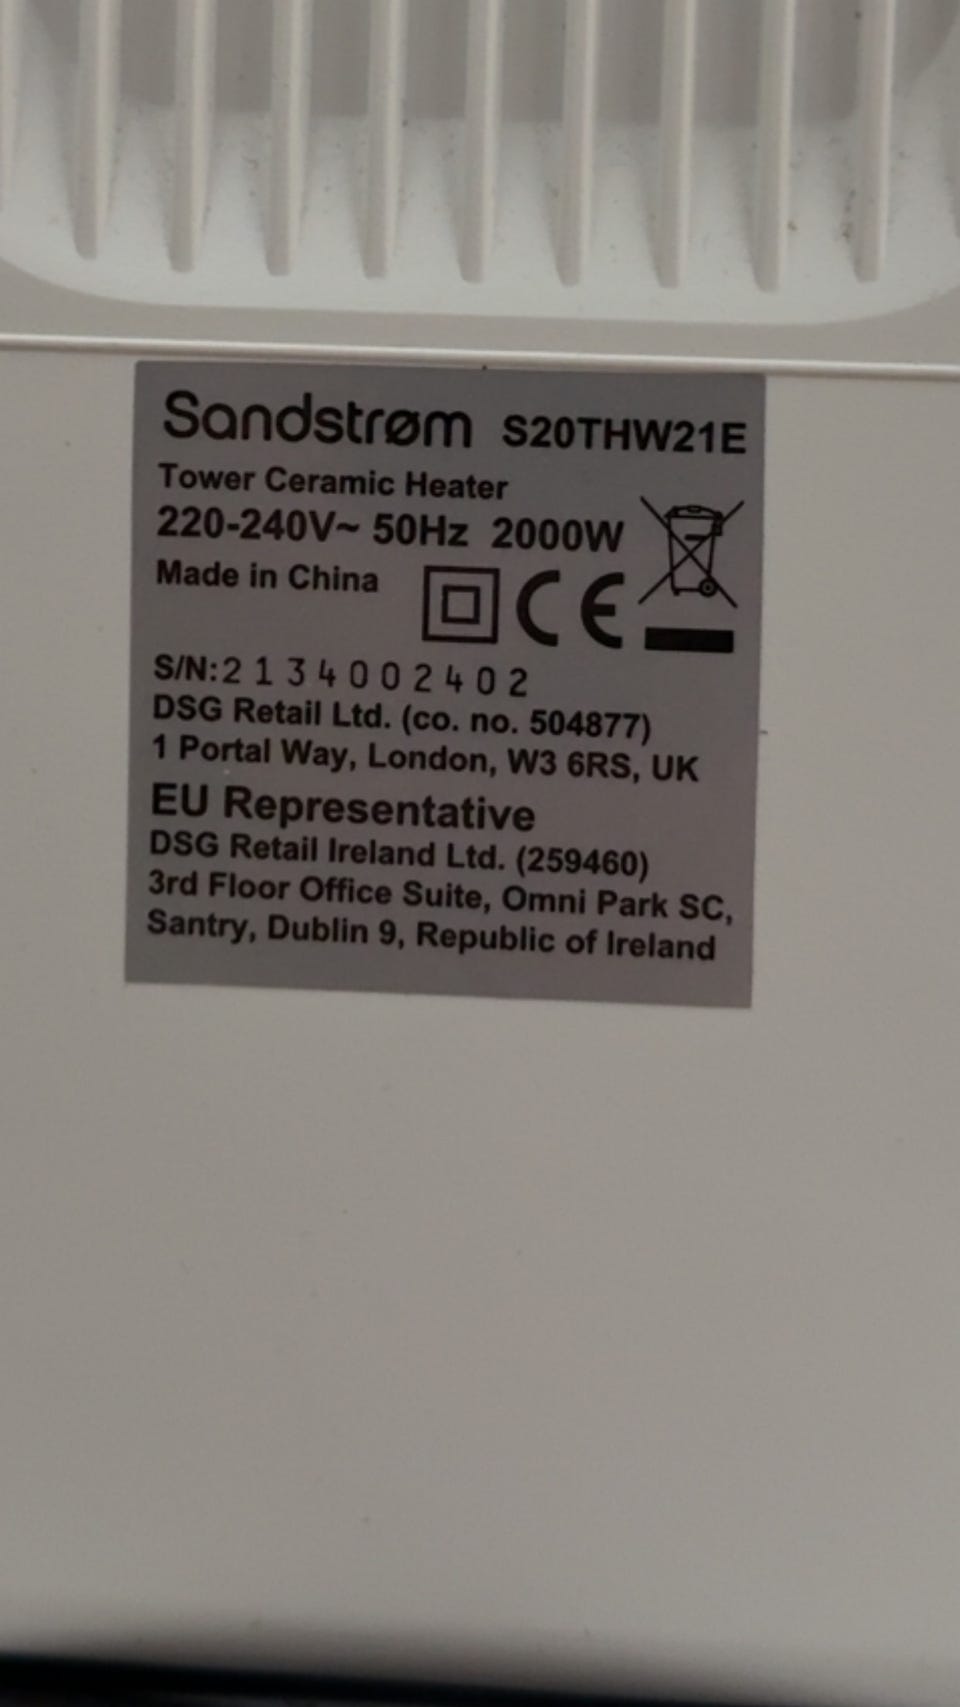 Sandstrøm S20THW21E
Tower Ceramic Heater
220-240V~ 50Hz 2000W
Made in China
CE
S/N:2134002402
DSG Retail Ltd. (co. no. 504877)
1 Portal Way, London, W3 6RS, UK
EU Representative
DSG Retail Ireland Ltd. (259460)
3rd Floor Office Suite, Omni Park SC,
Santry, Dublin 9, Republic of Ireland